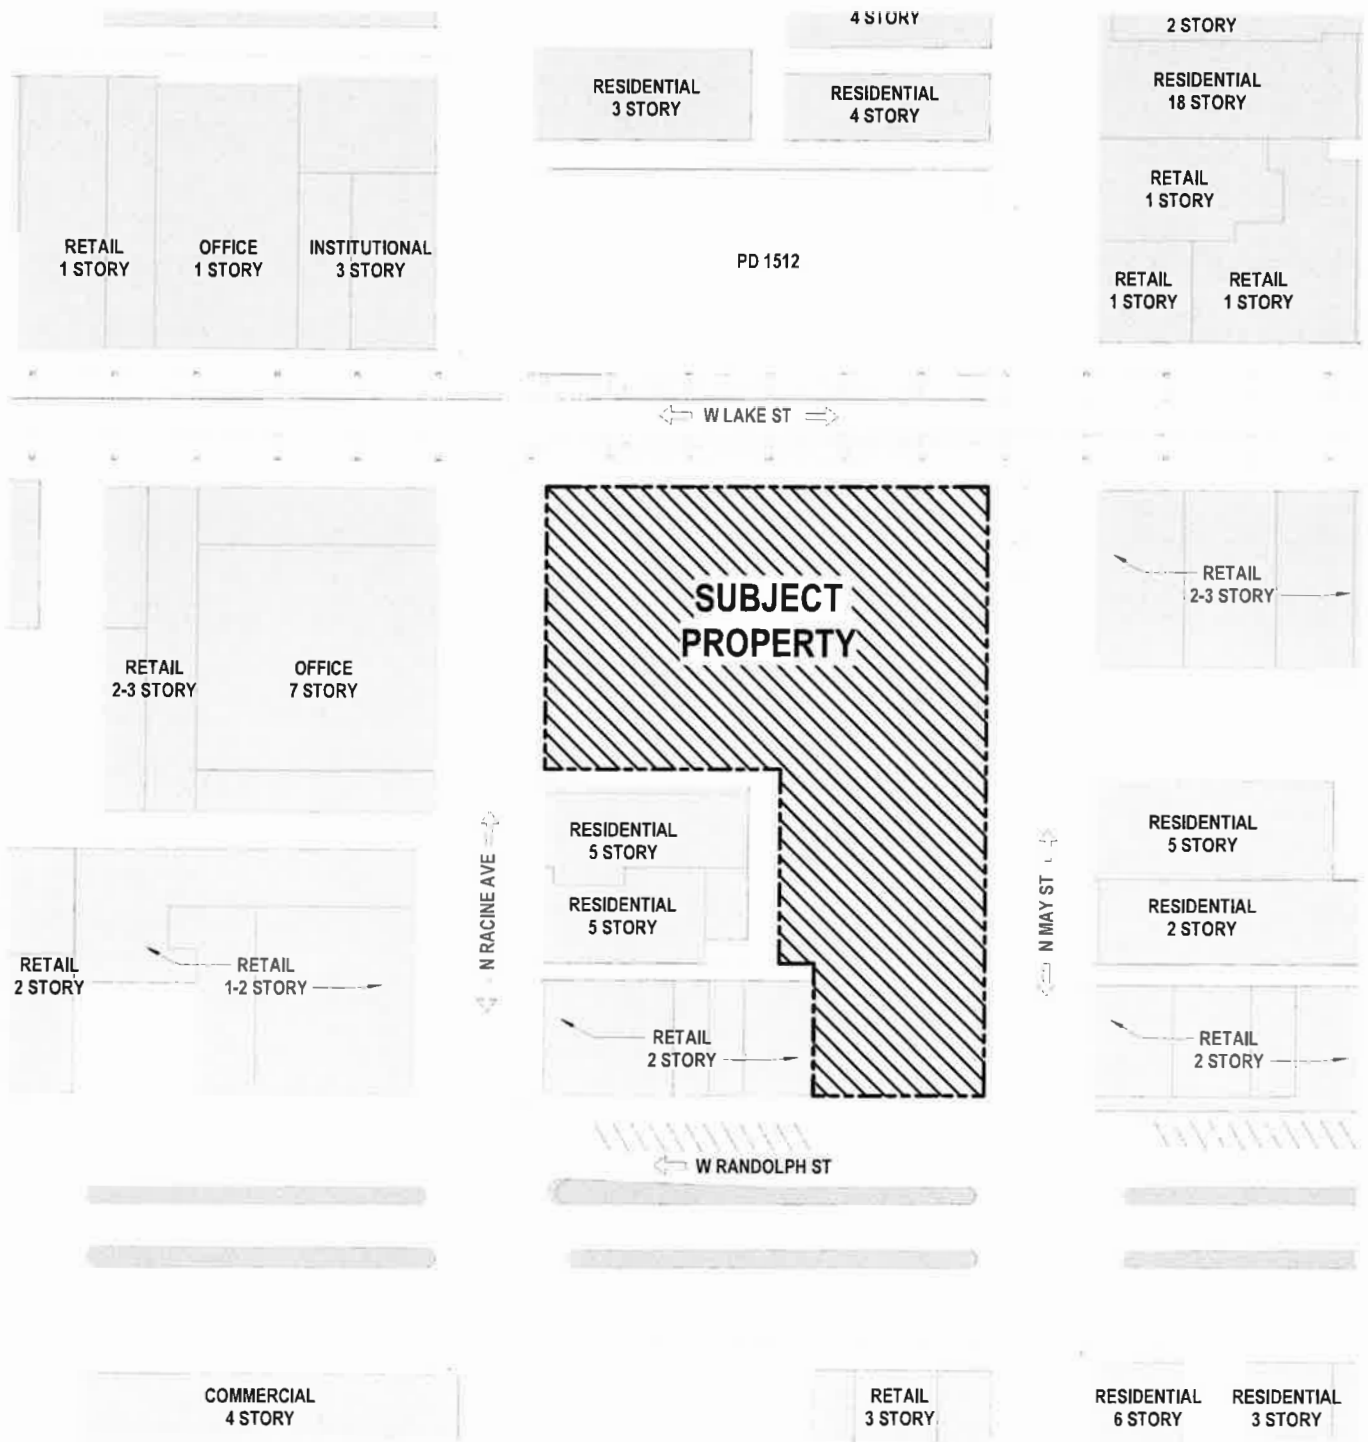 4 STORY
2 STORY
RESIDENTIAL
3 STORY
RESIDENTIAL
4 STORY
RESIDENTIAL
18 STORY
RETAIL
1 STORY
RETAIL
1 STORY
OFFICE
1 STORY
INSTITUTIONAL
3 STORY
PD 1512
RETAIL
1 STORY
RETAIL
1 STORY
W LAKE ST
SUBJECT
PROPERTY
RETAIL
2-3 STORY
RETAIL
2-3 STORY
OFFICE
7 STORY
RESIDENTIAL
5 STORY
RESIDENTIAL
5 STORY
N RACINE AVE
N MAY ST
RESIDENTIAL
5 STORY
RESIDENTIAL
2 STORY
RETAIL
2 STORY
RETAIL
1-2 STORY
RETAIL
2 STORY
RETAIL
2 STORY
W RANDOLPH ST
COMMERCIAL
4 STORY
RETAIL
3 STORY
RESIDENTIAL
6 STORY
RESIDENTIAL
3 STORY